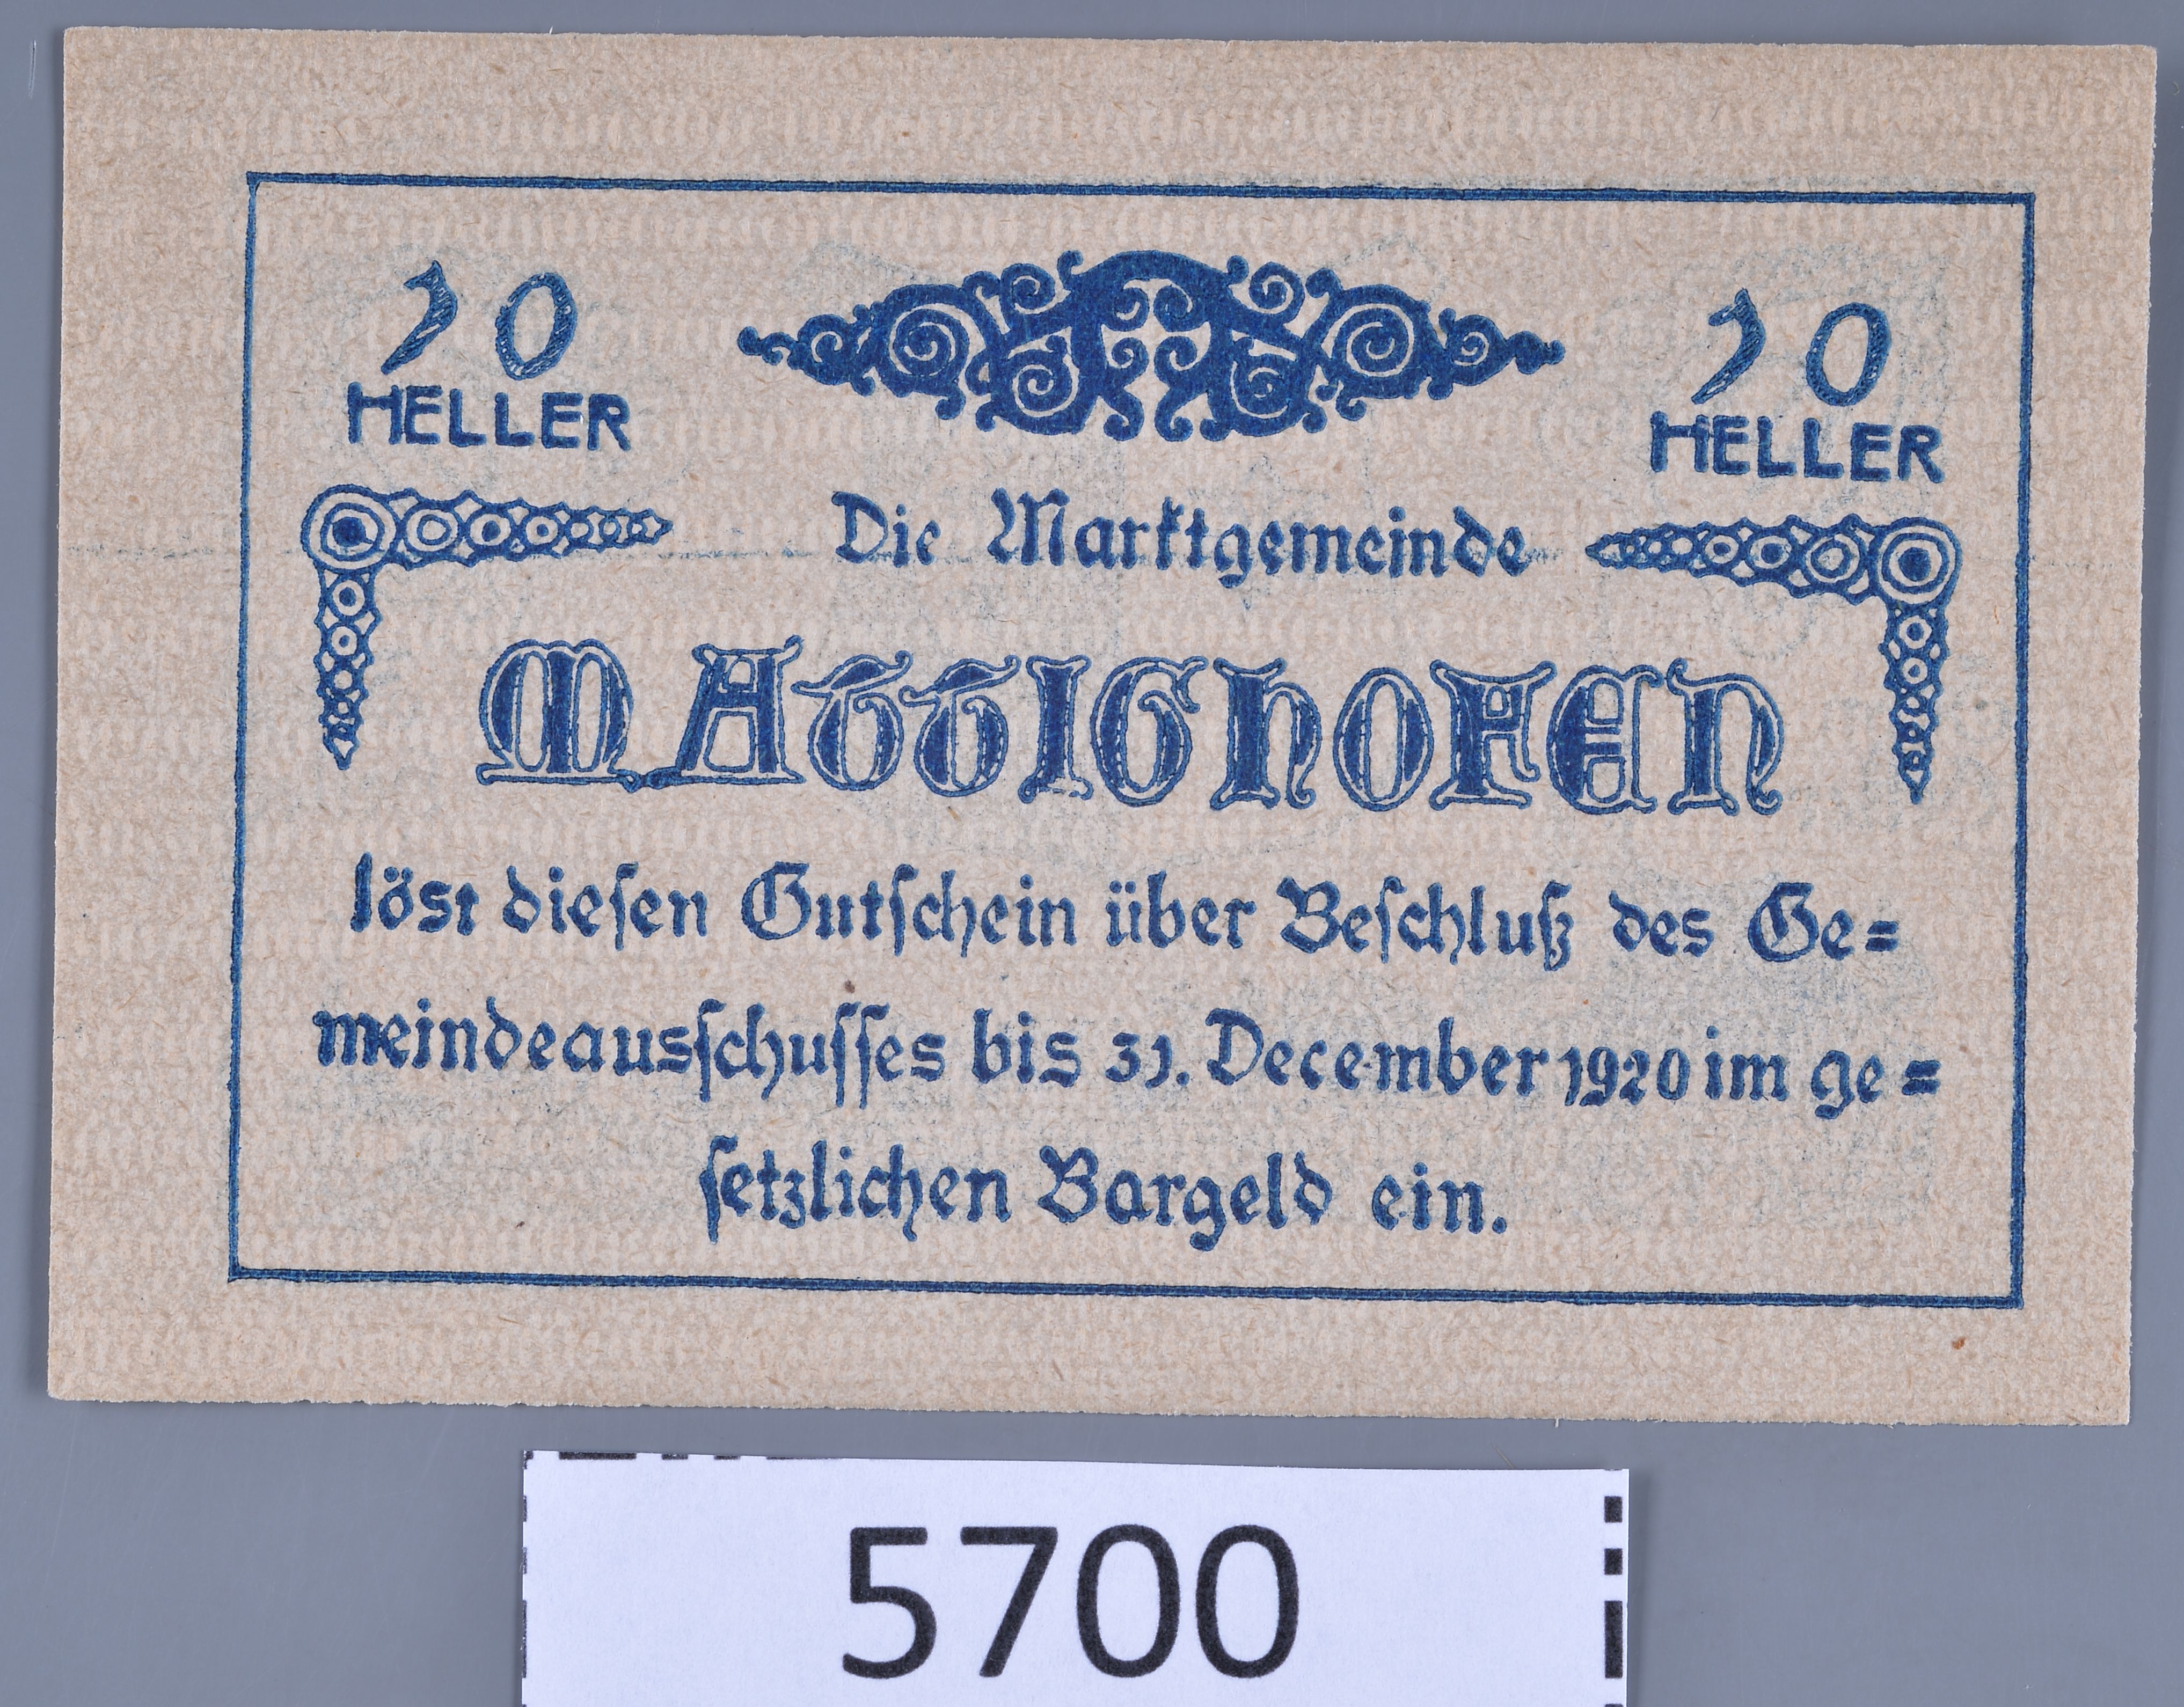 10 10
HELLER HELLER
Die Marktgemeinde
MATTIGHOFEN
löst dieſen Gutſchein über Beſchluß des Ge=
meindeausſchuſſes bis 31. December 1920 im ge=
ſetzlichen Bargeld ein.
5700